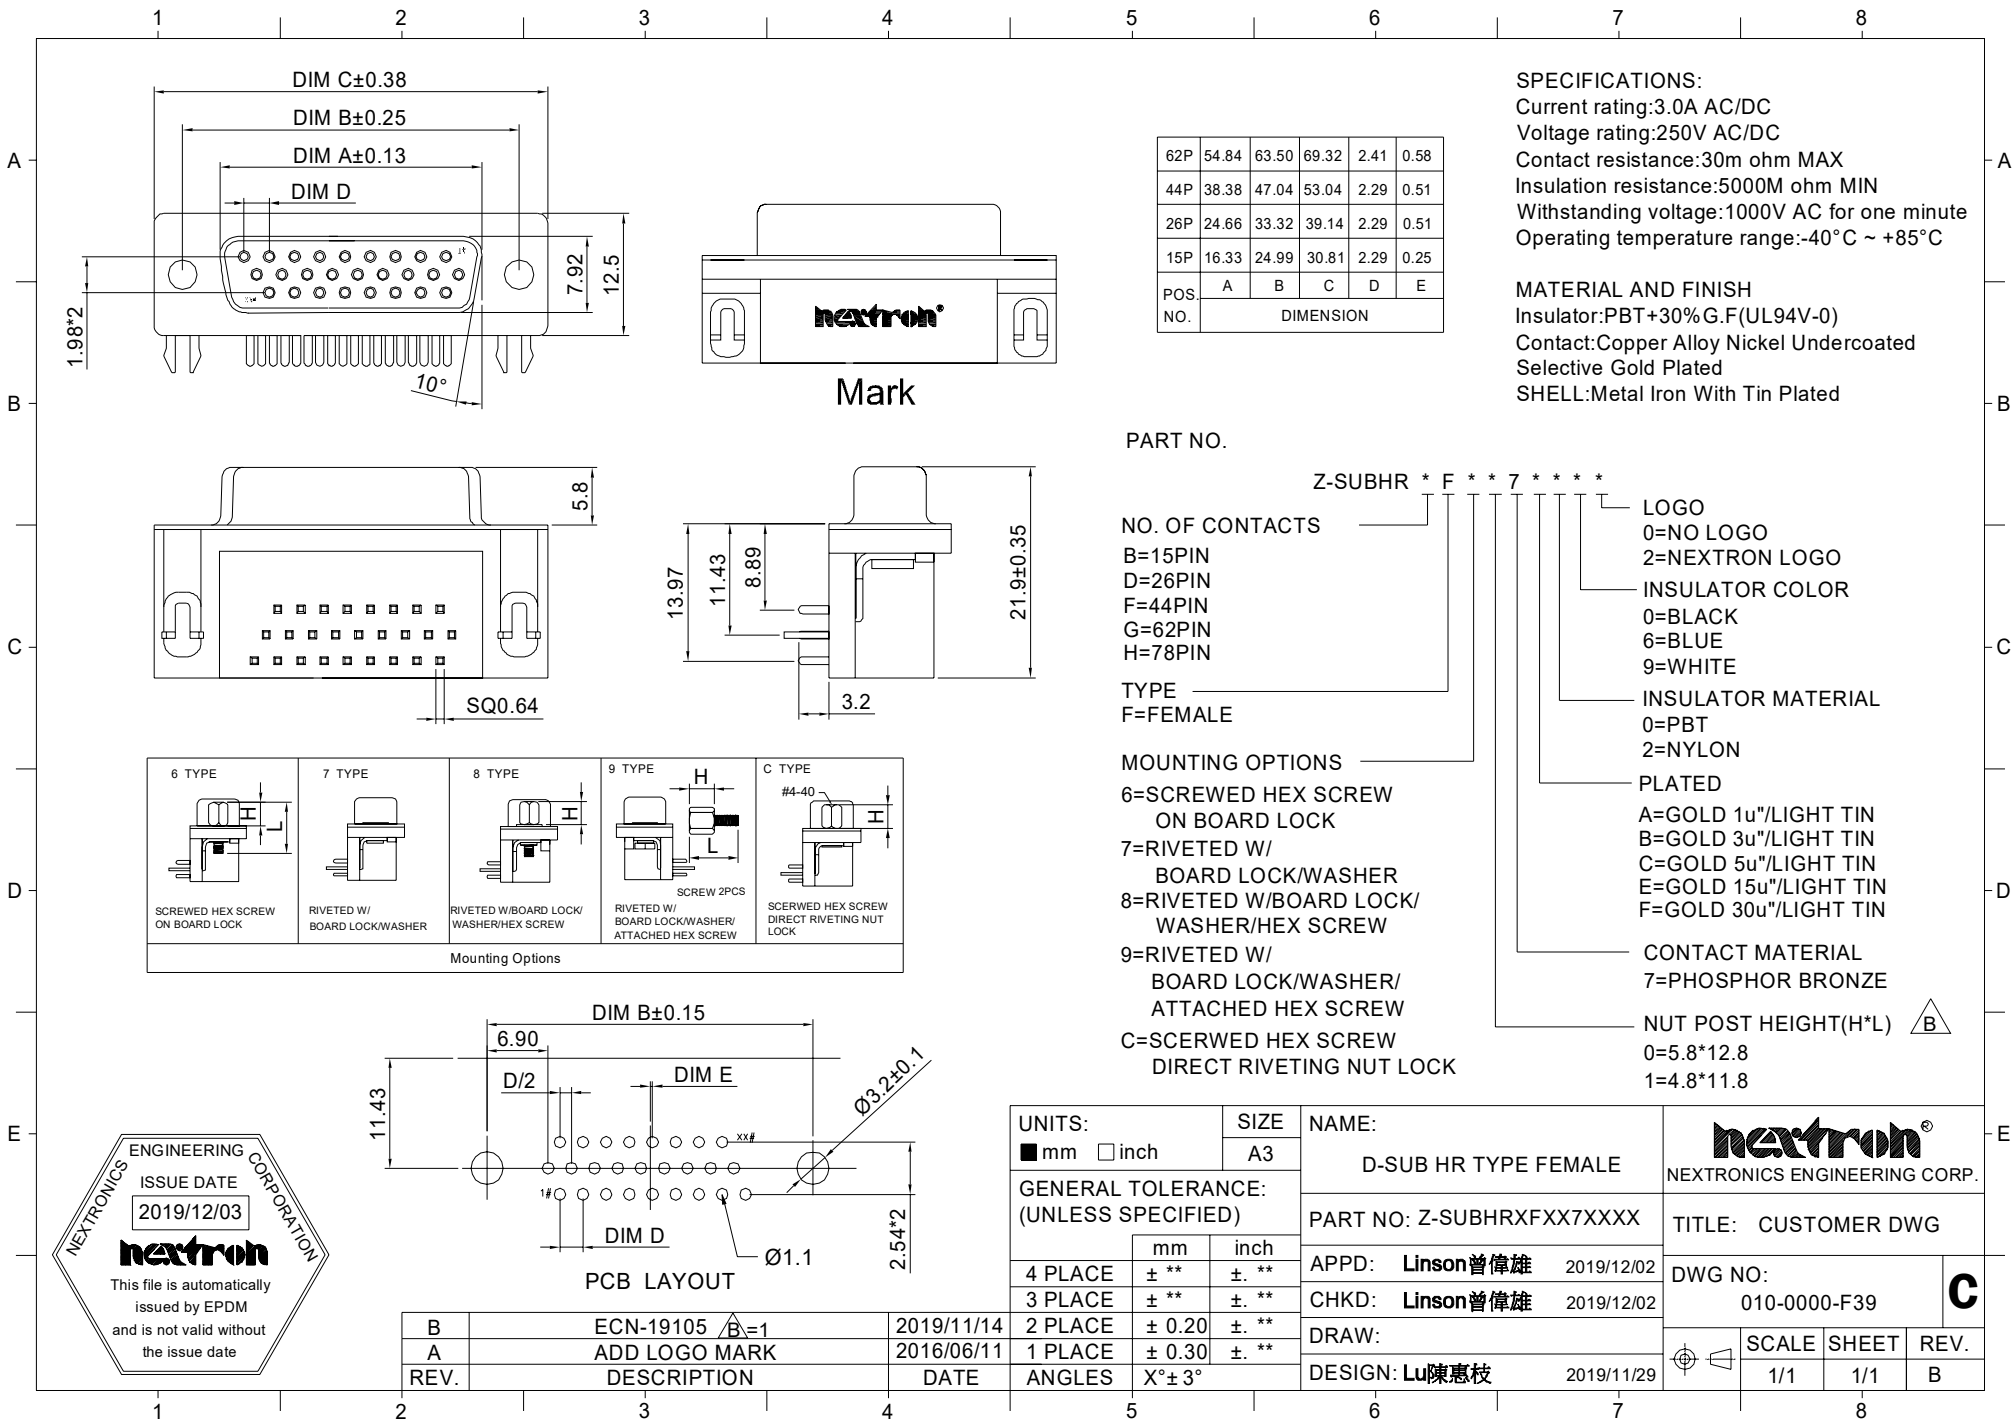 1 2 3 4 5 6 7 8
A
B
C
D
E
A
B
C
D
E
DIM C±0.38
DIM B±0.25
DIM A±0.13
DIM D
1.98*2
7.92
12.5
10°
nextron®
Mark
62P 54.84 63.50 69.32 2.41 0.58
44P 38.38 47.04 53.04 2.29 0.51
26P 24.66 33.32 39.14 2.29 0.51
15P 16.33 24.99 30.81 2.29 0.25
POS. NO. A B C D E
DIMENSION
SPECIFICATIONS:
Current rating:3.0A AC/DC
Voltage rating:250V AC/DC
Contact resistance:30m ohm MAX
Insulation resistance:5000M ohm MIN
Withstanding voltage:1000V AC for one minute
Operating temperature range:-40°C ~ +85°C
MATERIAL AND FINISH
Insulator:PBT+30%G.F(UL94V-0)
Contact:Copper Alloy Nickel Undercoated
Selective Gold Plated
SHELL:Metal Iron With Tin Plated
5.8
SQ0.64
13.97
11.43
8.89
21.9±0.35
3.2
PART NO.
Z-SUBHR * F * * 7 * * * *
NO. OF CONTACTS
B=15PIN
D=26PIN
F=44PIN
G=62PIN
H=78PIN
TYPE
F=FEMALE
MOUNTING OPTIONS
6=SCREWED HEX SCREW
ON BOARD LOCK
7=RIVETED W/
BOARD LOCK/WASHER
8=RIVETED W/BOARD LOCK/
WASHER/HEX SCREW
9=RIVETED W/
BOARD LOCK/WASHER/
ATTACHED HEX SCREW
C=SCERWED HEX SCREW
DIRECT RIVETING NUT LOCK
LOGO
0=NO LOGO
2=NEXTRON LOGO
INSULATOR COLOR
0=BLACK
6=BLUE
9=WHITE
INSULATOR MATERIAL
0=PBT
2=NYLON
PLATED
A=GOLD 1u"/LIGHT TIN
B=GOLD 3u"/LIGHT TIN
C=GOLD 5u"/LIGHT TIN
E=GOLD 15u"/LIGHT TIN
F=GOLD 30u"/LIGHT TIN
CONTACT MATERIAL
7=PHOSPHOR BRONZE
NUT POST HEIGHT(H*L) B
0=5.8*12.8
1=4.8*11.8
6 TYPE
H
L
SCREWED HEX SCREW
ON BOARD LOCK
7 TYPE
RIVETED W/
BOARD LOCK/WASHER
8 TYPE
H
RIVETED W/BOARD LOCK/
WASHER/HEX SCREW
9 TYPE
H
L
SCREW 2PCS
RIVETED W/
BOARD LOCK/WASHER/
ATTACHED HEX SCREW
C TYPE
#4-40
H
SCERWED HEX SCREW
DIRECT RIVETING NUT
LOCK
Mounting Options
DIM B±0.15
6.90
D/2
DIM E
Ø3.2±0.1
11.43
xx#
1#
DIM D
Ø1.1
2.54*2
PCB LAYOUT
NEXTRONICS
ENGINEERING
CORPORATION
ISSUE DATE
2019/12/03
nextron
This file is automatically
issued by EPDM
and is not valid without
the issue date
B ECN-19105 B=1 2019/11/14
A ADD LOGO MARK 2016/06/11
REV. DESCRIPTION DATE
UNITS:
mm inch
SIZE
A3
GENERAL TOLERANCE:
(UNLESS SPECIFIED)
mm inch
4 PLACE ± ** ±. **
3 PLACE ± ** ±. **
2 PLACE ± 0.20 ±. **
1 PLACE ± 0.30 ±. **
ANGLES X°± 3°
NAME:
D-SUB HR TYPE FEMALE
PART NO: Z-SUBHRXFXX7XXXX
APPD: Linson曾偉雄 2019/12/02
CHKD: Linson曾偉雄 2019/12/02
DRAW:
DESIGN: Lu陳惠枝 2019/11/29
nextron®
NEXTRONICS ENGINEERING CORP.
TITLE: CUSTOMER DWG
DWG NO:
010-0000-F39
C
SCALE SHEET REV.
1/1 1/1 B
1 2 3 4 5 6 7 8